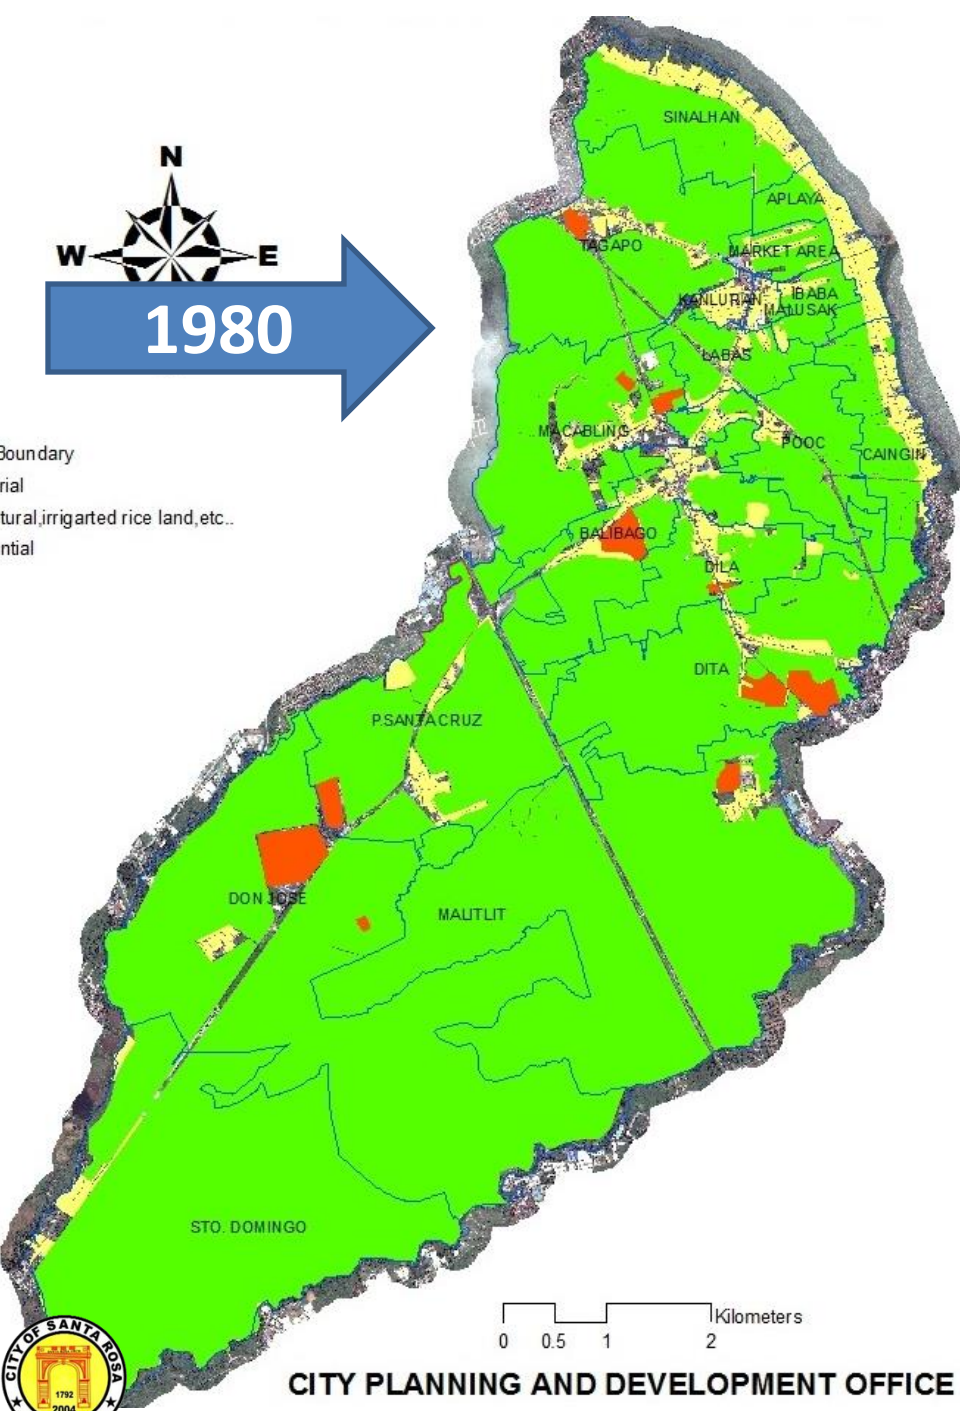 N
W
E
1980
Boundary
rial
tural,irrigarted rice land,etc..
ntial
SINALHAN
APLAYA
TAGAPO
MARKET AREA
KANLURAN
IBABA
MALUSAK
LABAS
MACABLING
POOC
CAINGIN
BALIBAGO
DILA
DITA
P.SANTA CRUZ
DON JOSE
MALITLIT
STO. DOMINGO
Kilometers
0 0.5 1 2
CITY OF SANTA ROSA
1792
2004
CITY PLANNING AND DEVELOPMENT OFFICE